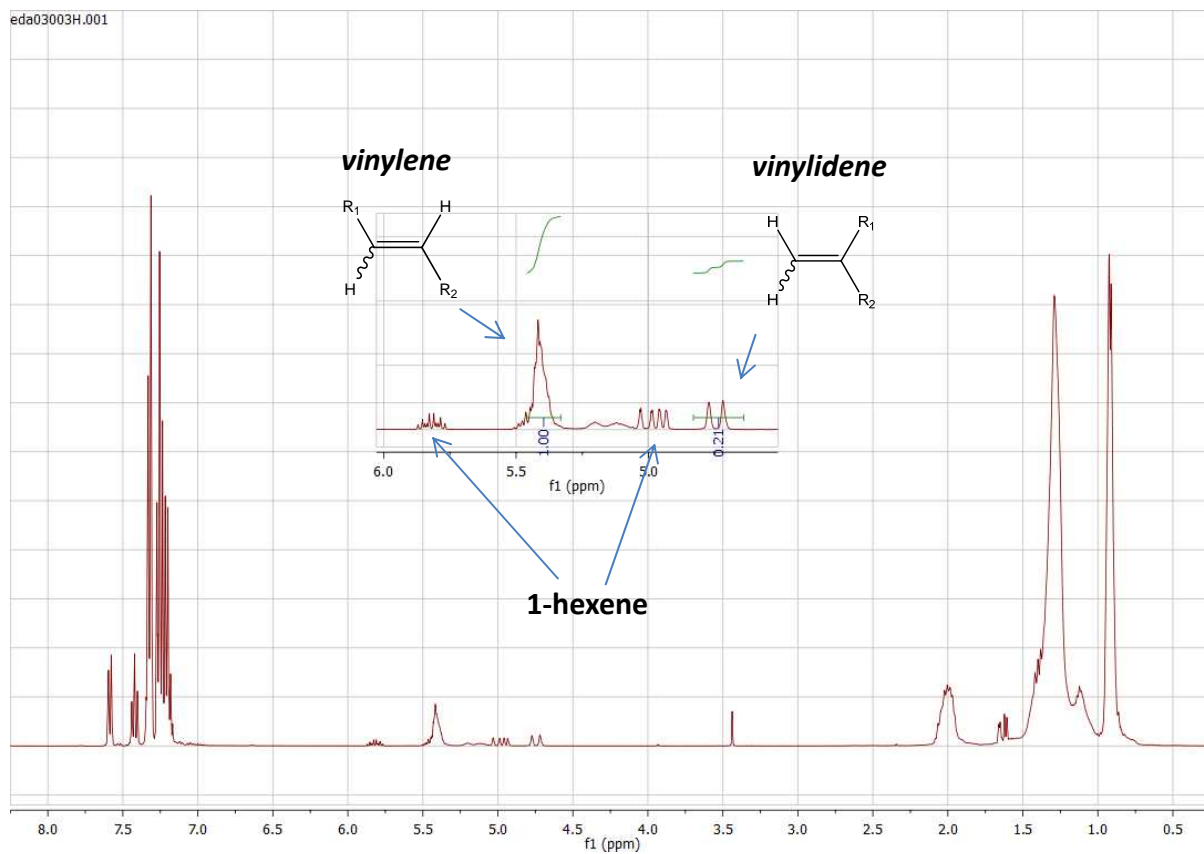 eda03003H.001
vinylene
vinylidene
R1
H
H
R2
H
R1
H
R2
1.00
0.21
6.0 5.5 5.0
f1 (ppm)
1-hexene
8.0 7.5 7.0 6.5 6.0 5.5 5.0 4.5 4.0 3.5 3.0 2.5 2.0 1.5 1.0 0.5
f1 (ppm)